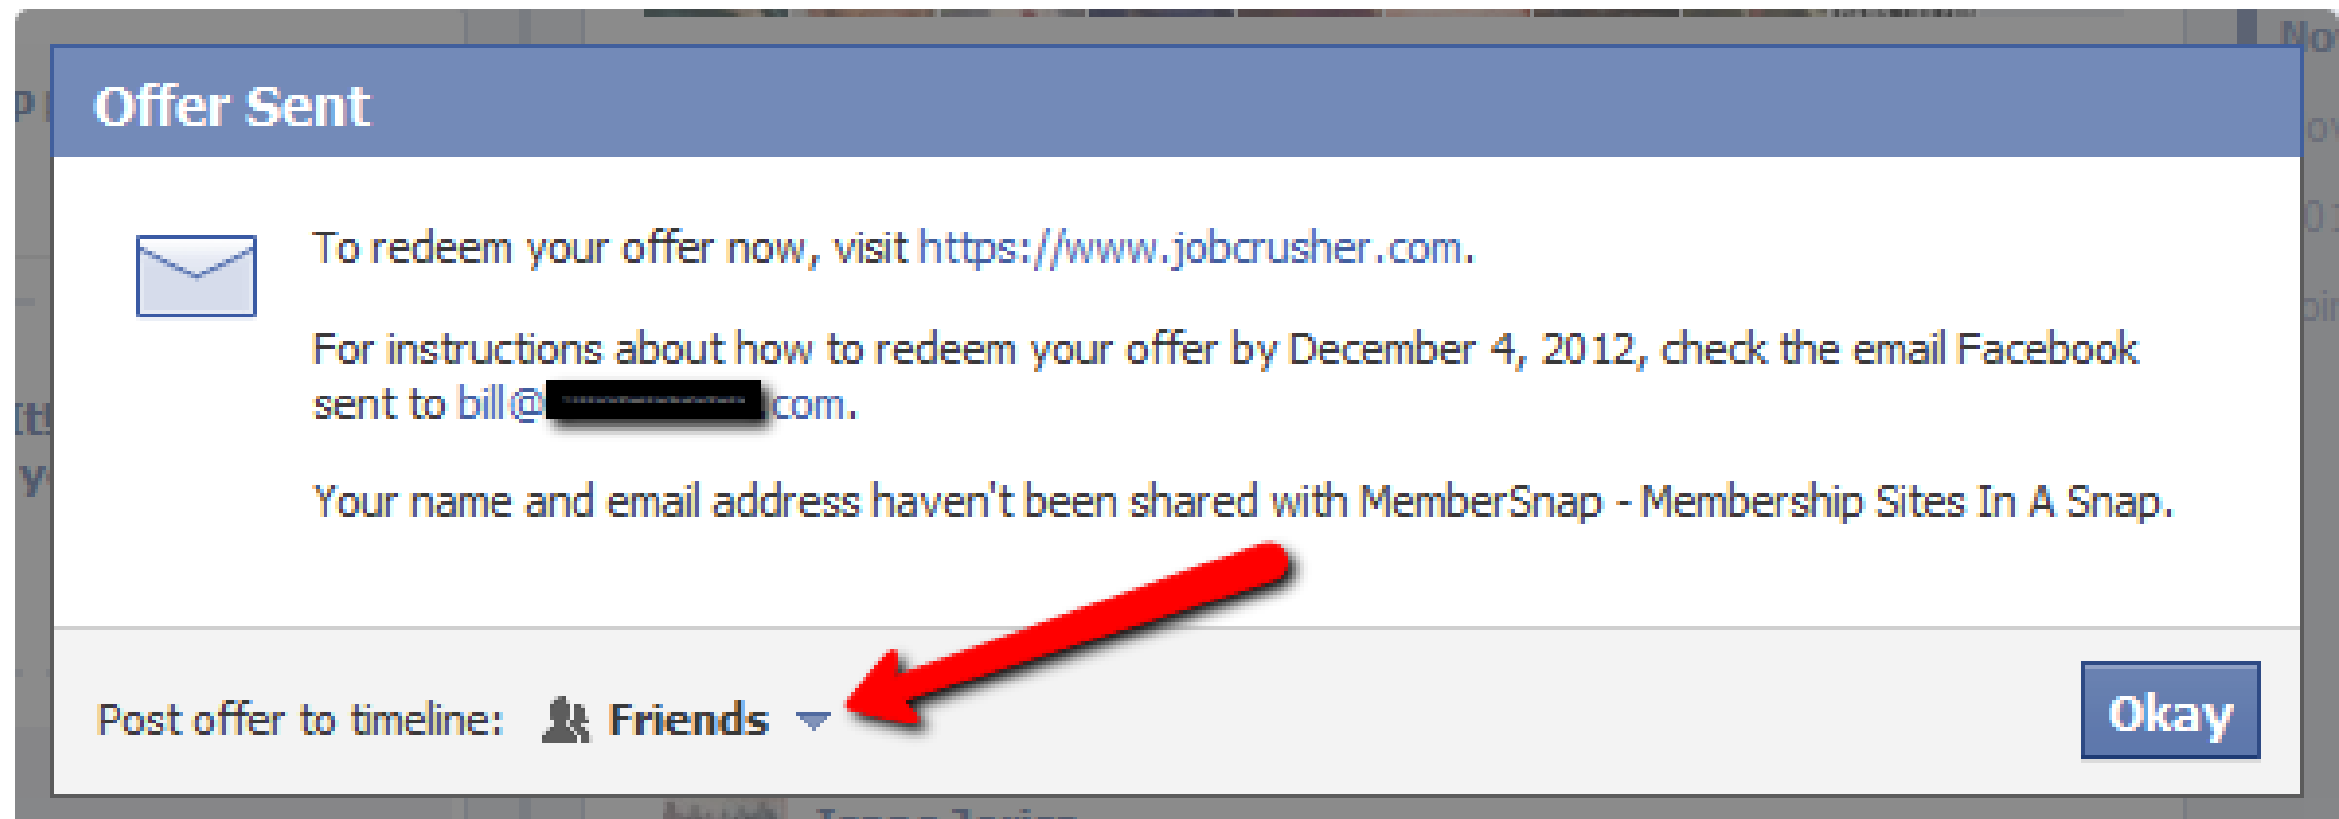 Offer Sent
To redeem your offer now, visit https://www.jobcrusher.com.
For instructions about how to redeem your offer by December 4, 2012, check the email Facebook
sent to bill@ .com.
Your name and email address haven't been shared with MemberSnap - Membership Sites In A Snap.
Post offer to timeline: Friends
Okay